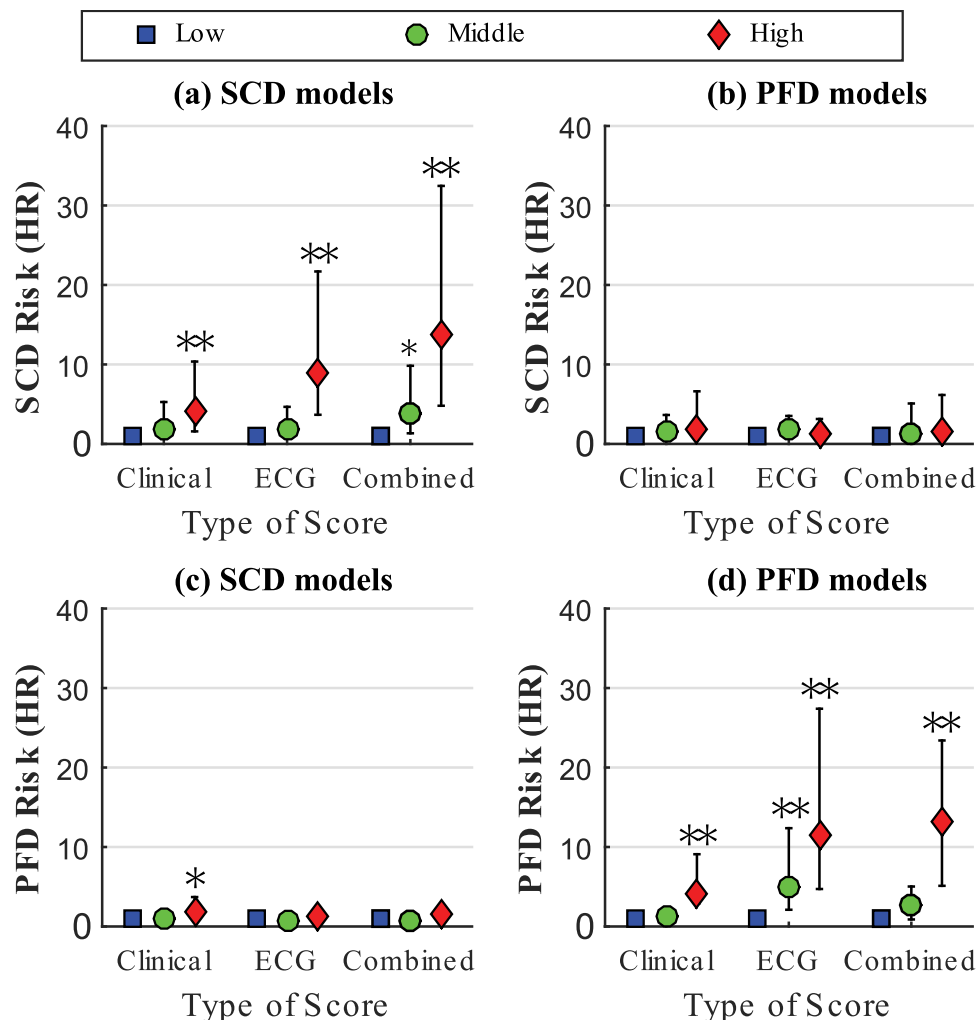 Low Middle High
(a) SCD models
40
30
20
10
0
SCD Risk (HR)
** ** * **
Clinical ECG Combined
Type of Score
(b) PFD models
40
30
20
10
0
SCD Risk (HR)
Clinical ECG Combined
Type of Score
(c) SCD models
40
30
20
10
0
PFD Risk (HR)
*
Clinical ECG Combined
Type of Score
(d) PFD models
40
30
20
10
0
PFD Risk (HR)
** ** ** **
Clinical ECG Combined
Type of Score